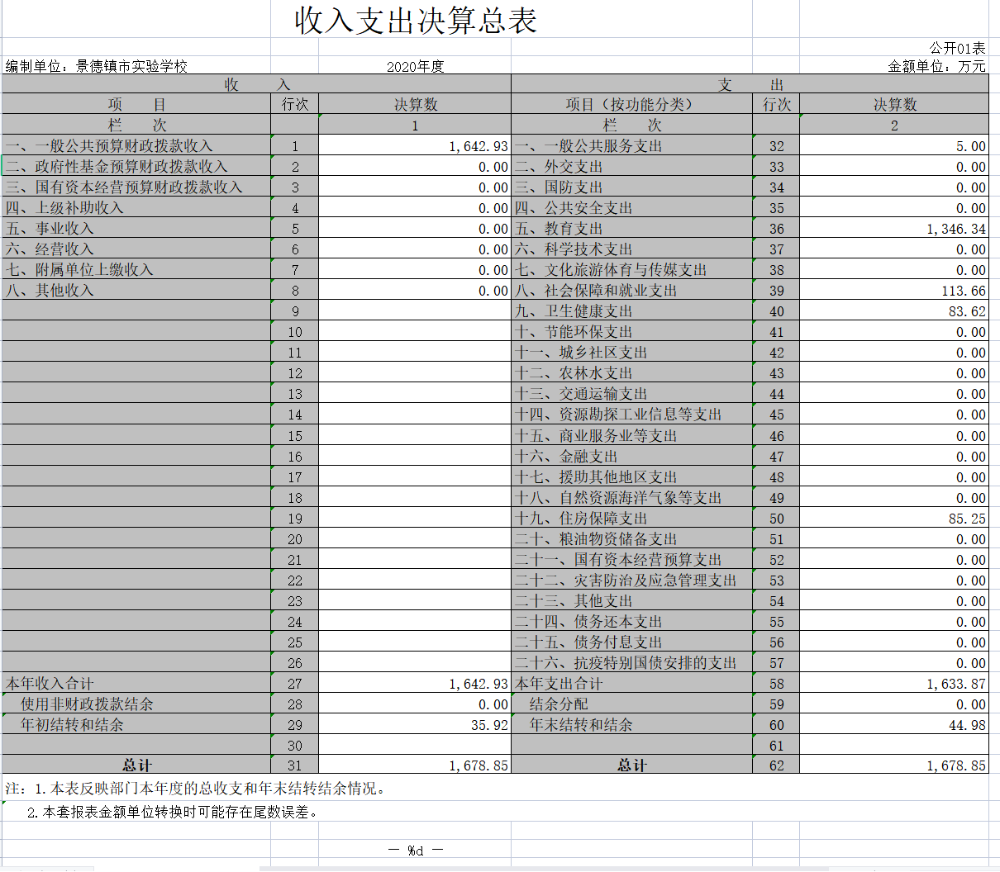 收入支出决算总表
公开01表
编制单位：景德镇市实验学校 2020年度 金额单位：万元
收 入 支 出
项 目 行次 决算数 项目（按功能分类） 行次 决算数
栏 次 1 栏 次 2
一、一般公共预算财政拨款收入 1 1,642.93 一、一般公共服务支出 32 5.00
二、政府性基金预算财政拨款收入 2 0.00 二、外交支出 33 0.00
三、国有资本经营预算财政拨款收入 3 0.00 三、国防支出 34 0.00
四、上级补助收入 4 0.00 四、公共安全支出 35 0.00
五、事业收入 5 0.00 五、教育支出 36 1,346.34
六、经营收入 6 0.00 六、科学技术支出 37 0.00
七、附属单位上缴收入 7 0.00 七、文化旅游体育与传媒支出 38 0.00
八、其他收入 8 0.00 八、社会保障和就业支出 39 113.66
9 九、卫生健康支出 40 83.62
10 十、节能环保支出 41 0.00
11 十一、城乡社区支出 42 0.00
12 十二、农林水支出 43 0.00
13 十三、交通运输支出 44 0.00
14 十四、资源勘探工业信息等支出 45 0.00
15 十五、商业服务业等支出 46 0.00
16 十六、金融支出 47 0.00
17 十七、援助其他地区支出 48 0.00
18 十八、自然资源海洋气象等支出 49 0.00
19 十九、住房保障支出 50 85.25
20 二十、粮油物资储备支出 51 0.00
21 二十一、国有资本经营预算支出 52 0.00
22 二十二、灾害防治及应急管理支出 53 0.00
23 二十三、其他支出 54 0.00
24 二十四、债务还本支出 55 0.00
25 二十五、债务付息支出 56 0.00
26 二十六、抗疫特别国债安排的支出 57 0.00
本年收入合计 27 1,642.93 本年支出合计 58 1,633.87
使用非财政拨款结余 28 0.00 结余分配 59 0.00
年初结转和结余 29 35.92 年末结转和结余 60 44.98
30 61
总计 31 1,678.85 总计 62 1,678.85
注：1.本表反映部门本年度的总收支和年末结转结余情况。
2.本套报表金额单位转换时可能存在尾数误差。
— %d —